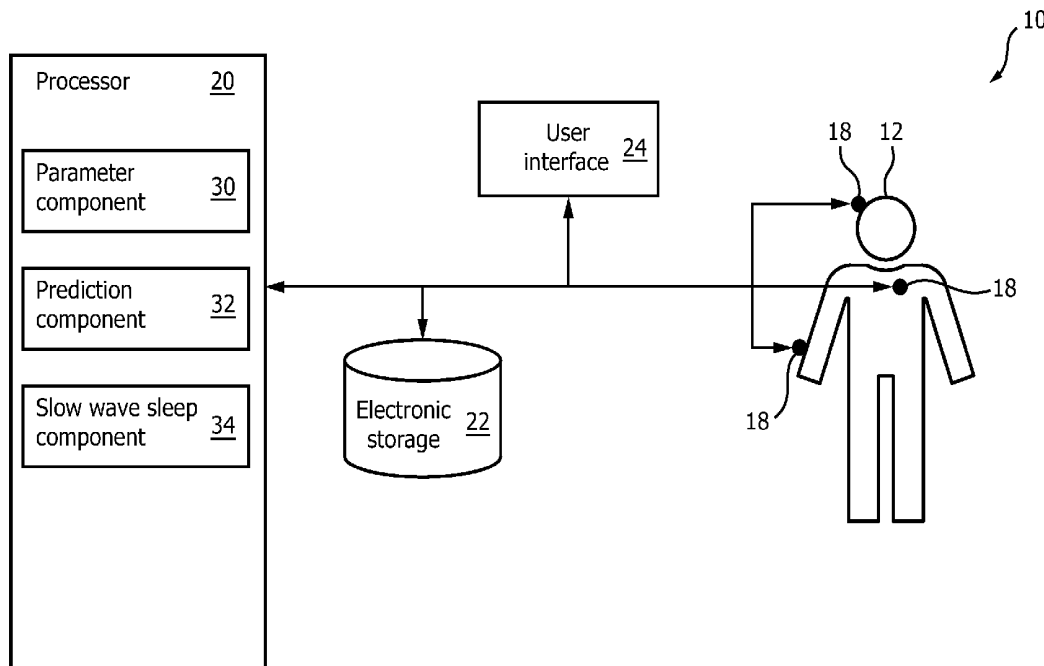 10
Processor 20
Parameter
component 30
Prediction
component 32
Slow wave sleep
component 34
User
interface 24
Electronic
storage 22
18
12
18
18